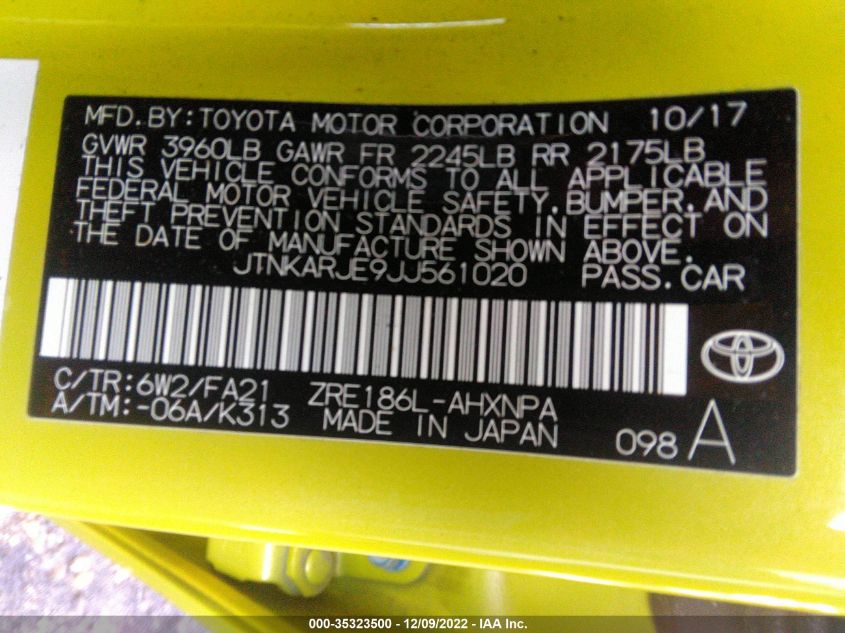 MFD.BY:TOYOTA MOTOR CORPORATION 10/17
GVWR 3960LB GAWR FR 2245LB RR 2175LB
THIS VEHICLE CONFORMS TO ALL APPLICABLE
FEDERAL MOTOR VEHICLE SAFETY,BUMPER,AND
THEFT PREVENTION STANDARDS IN EFFECT ON
THE DATE OF MANUFACTURE SHOWN ABOVE.
JTNKARJE9JJ561020 PASS.CAR
C/TR:6W2/FA21 ZRE186L-AHXNPA
A/TM:-06A/K313 MADE IN JAPAN 098 A
000-35323500 - 12/09/2022 - IAA Inc.